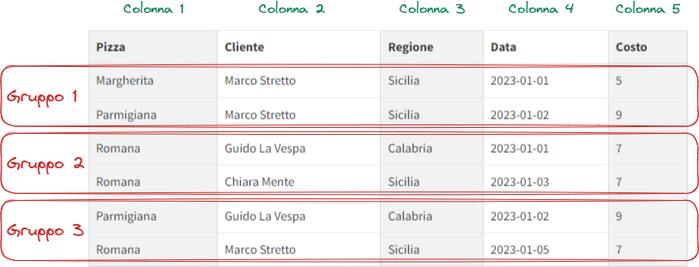 Colonna 1 Colonna 2 Colonna 3 Colonna 4 Colonna 5
Pizza Cliente Regione Data Costo
Gruppo 1
Margherita Marco Stretto Sicilia 2023-01-01 5
Parmigiana Marco Stretto Sicilia 2023-01-02 9
Gruppo 2
Romana Guido La Vespa Calabria 2023-01-01 7
Romana Chiara Mente Sicilia 2023-01-03 7
Gruppo 3
Parmigiana Guido La Vespa Calabria 2023-01-02 9
Romana Marco Stretto Sicilia 2023-01-05 7